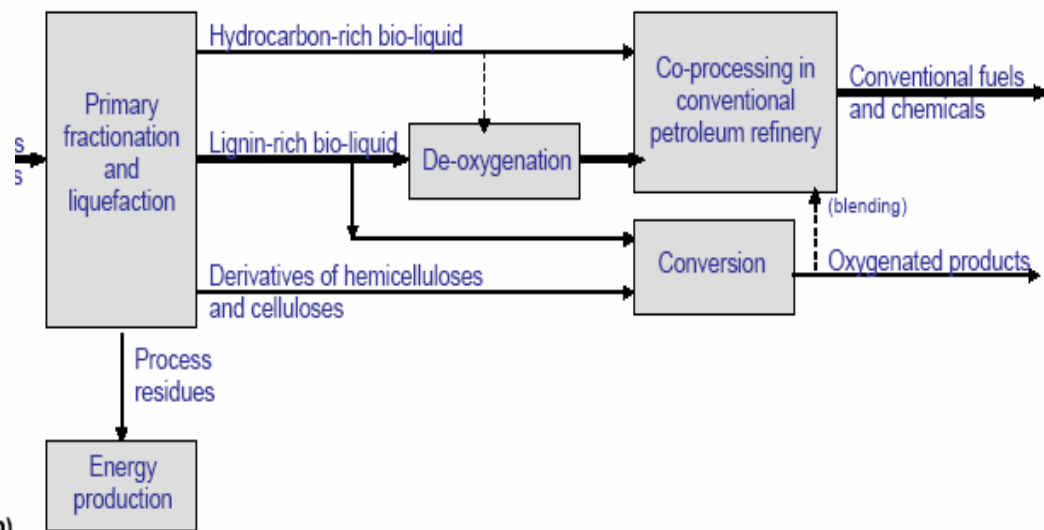 Hydrocarbon-rich bio-liquid
Primary
fractionation
and
liquefaction
Co-processing in
conventional
petroleum refinery
Conventional fuels
and chemicals
Lignin-rich bio-liquid
De-oxygenation
s
s
(blending)
Conversion
Oxygenated products
Derivatives of hemicelluloses
and celluloses
Process
residues
Energy
production